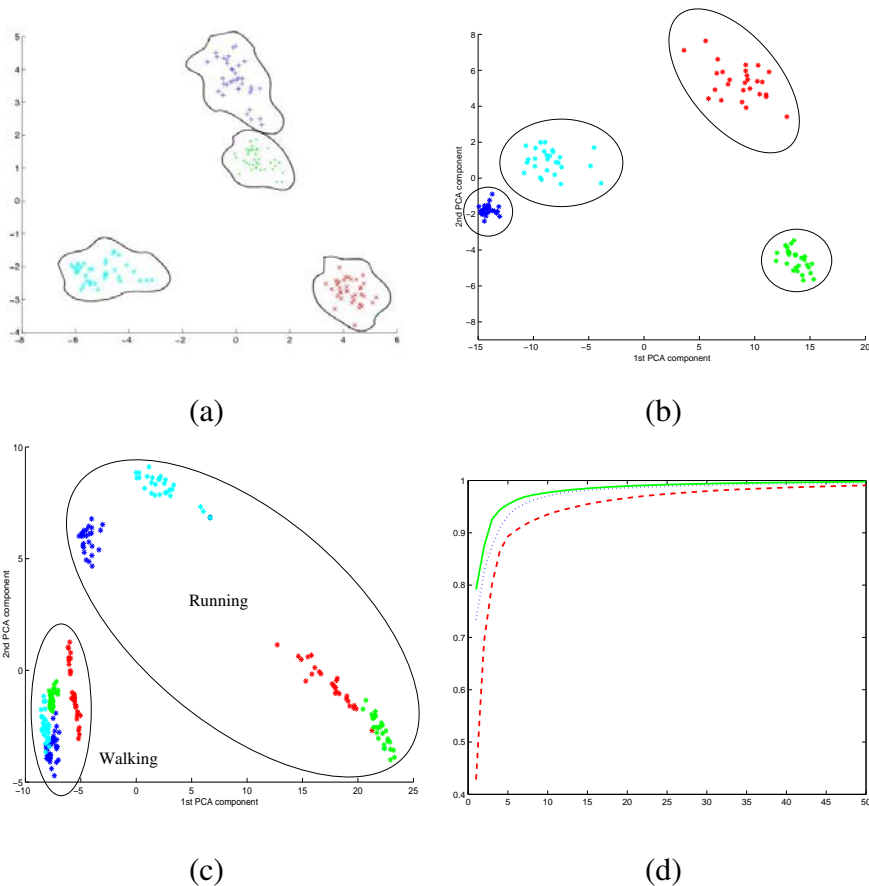 5
4
3
2
1
0
−1
−2
−3
−4
−8 −6 −4 −2 0 2 4 6
(a)
8
6
4
2
0
−2
−4
−6
−8
2nd PCA component
−15 −10 −5 0 5 10 15 20
1st PCA component
(b)
10
5
0
−5
2nd PCA component
Running
Walking
−10 −5 0 5 10 15 20 25
1st PCA component
(c)
1
0.9
0.8
0.7
0.6
0.5
0.4
0 5 10 15 20 25 30 35 40 45 50
(d)